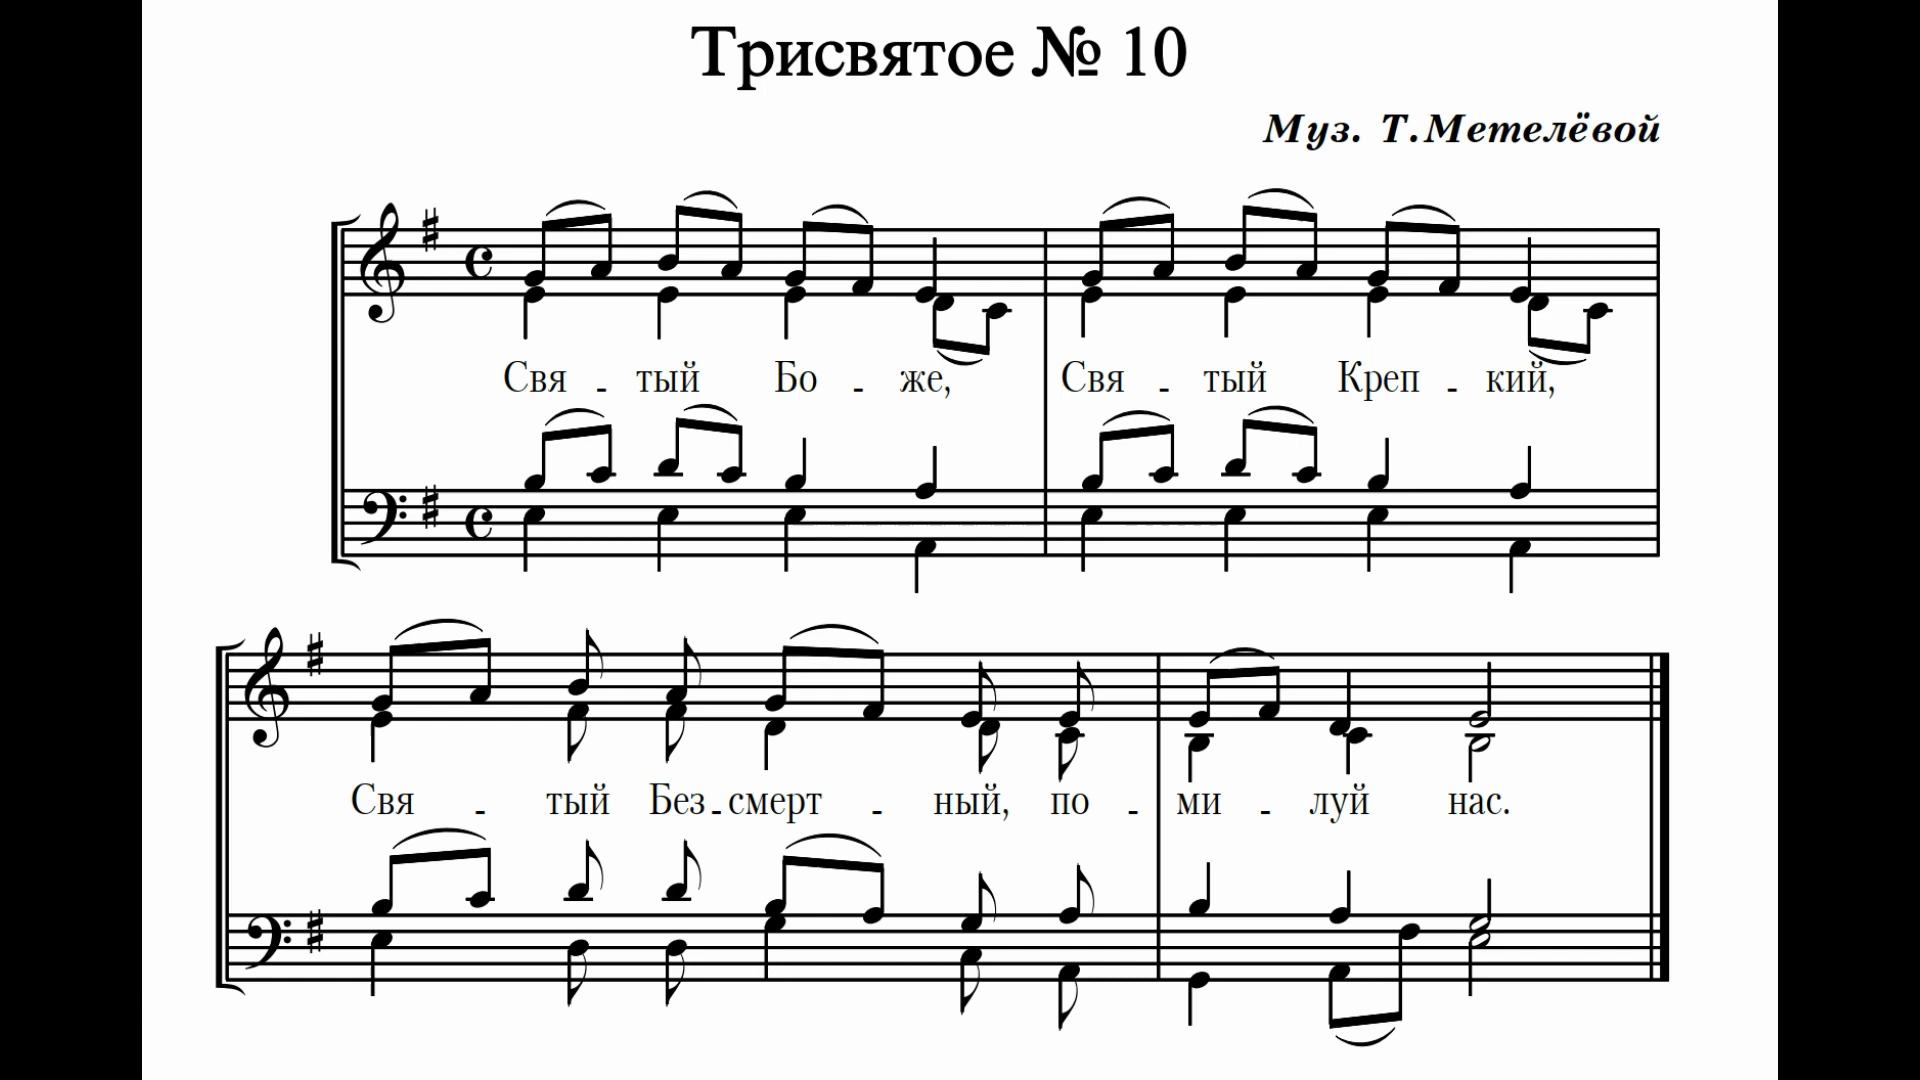 Трисвятое № 10
Муз. Т.Метелёвой
Свя - тый Бо - же, Свя - тый Креп - кий,
Свя - тый Без - смерт - ный, по - ми - луй нас.